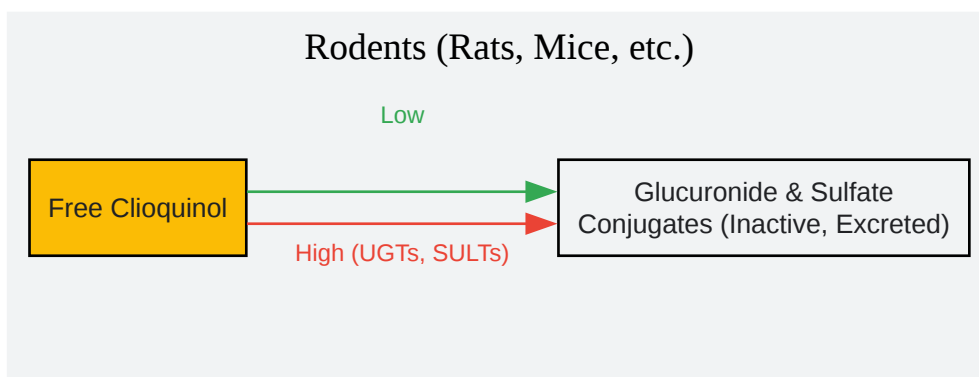 Rodents (Rats, Mice, etc.)
Low
Free Clioquinol
Glucuronide & Sulfate
Conjugates (Inactive, Excreted)
High (UGTs, SULTs)